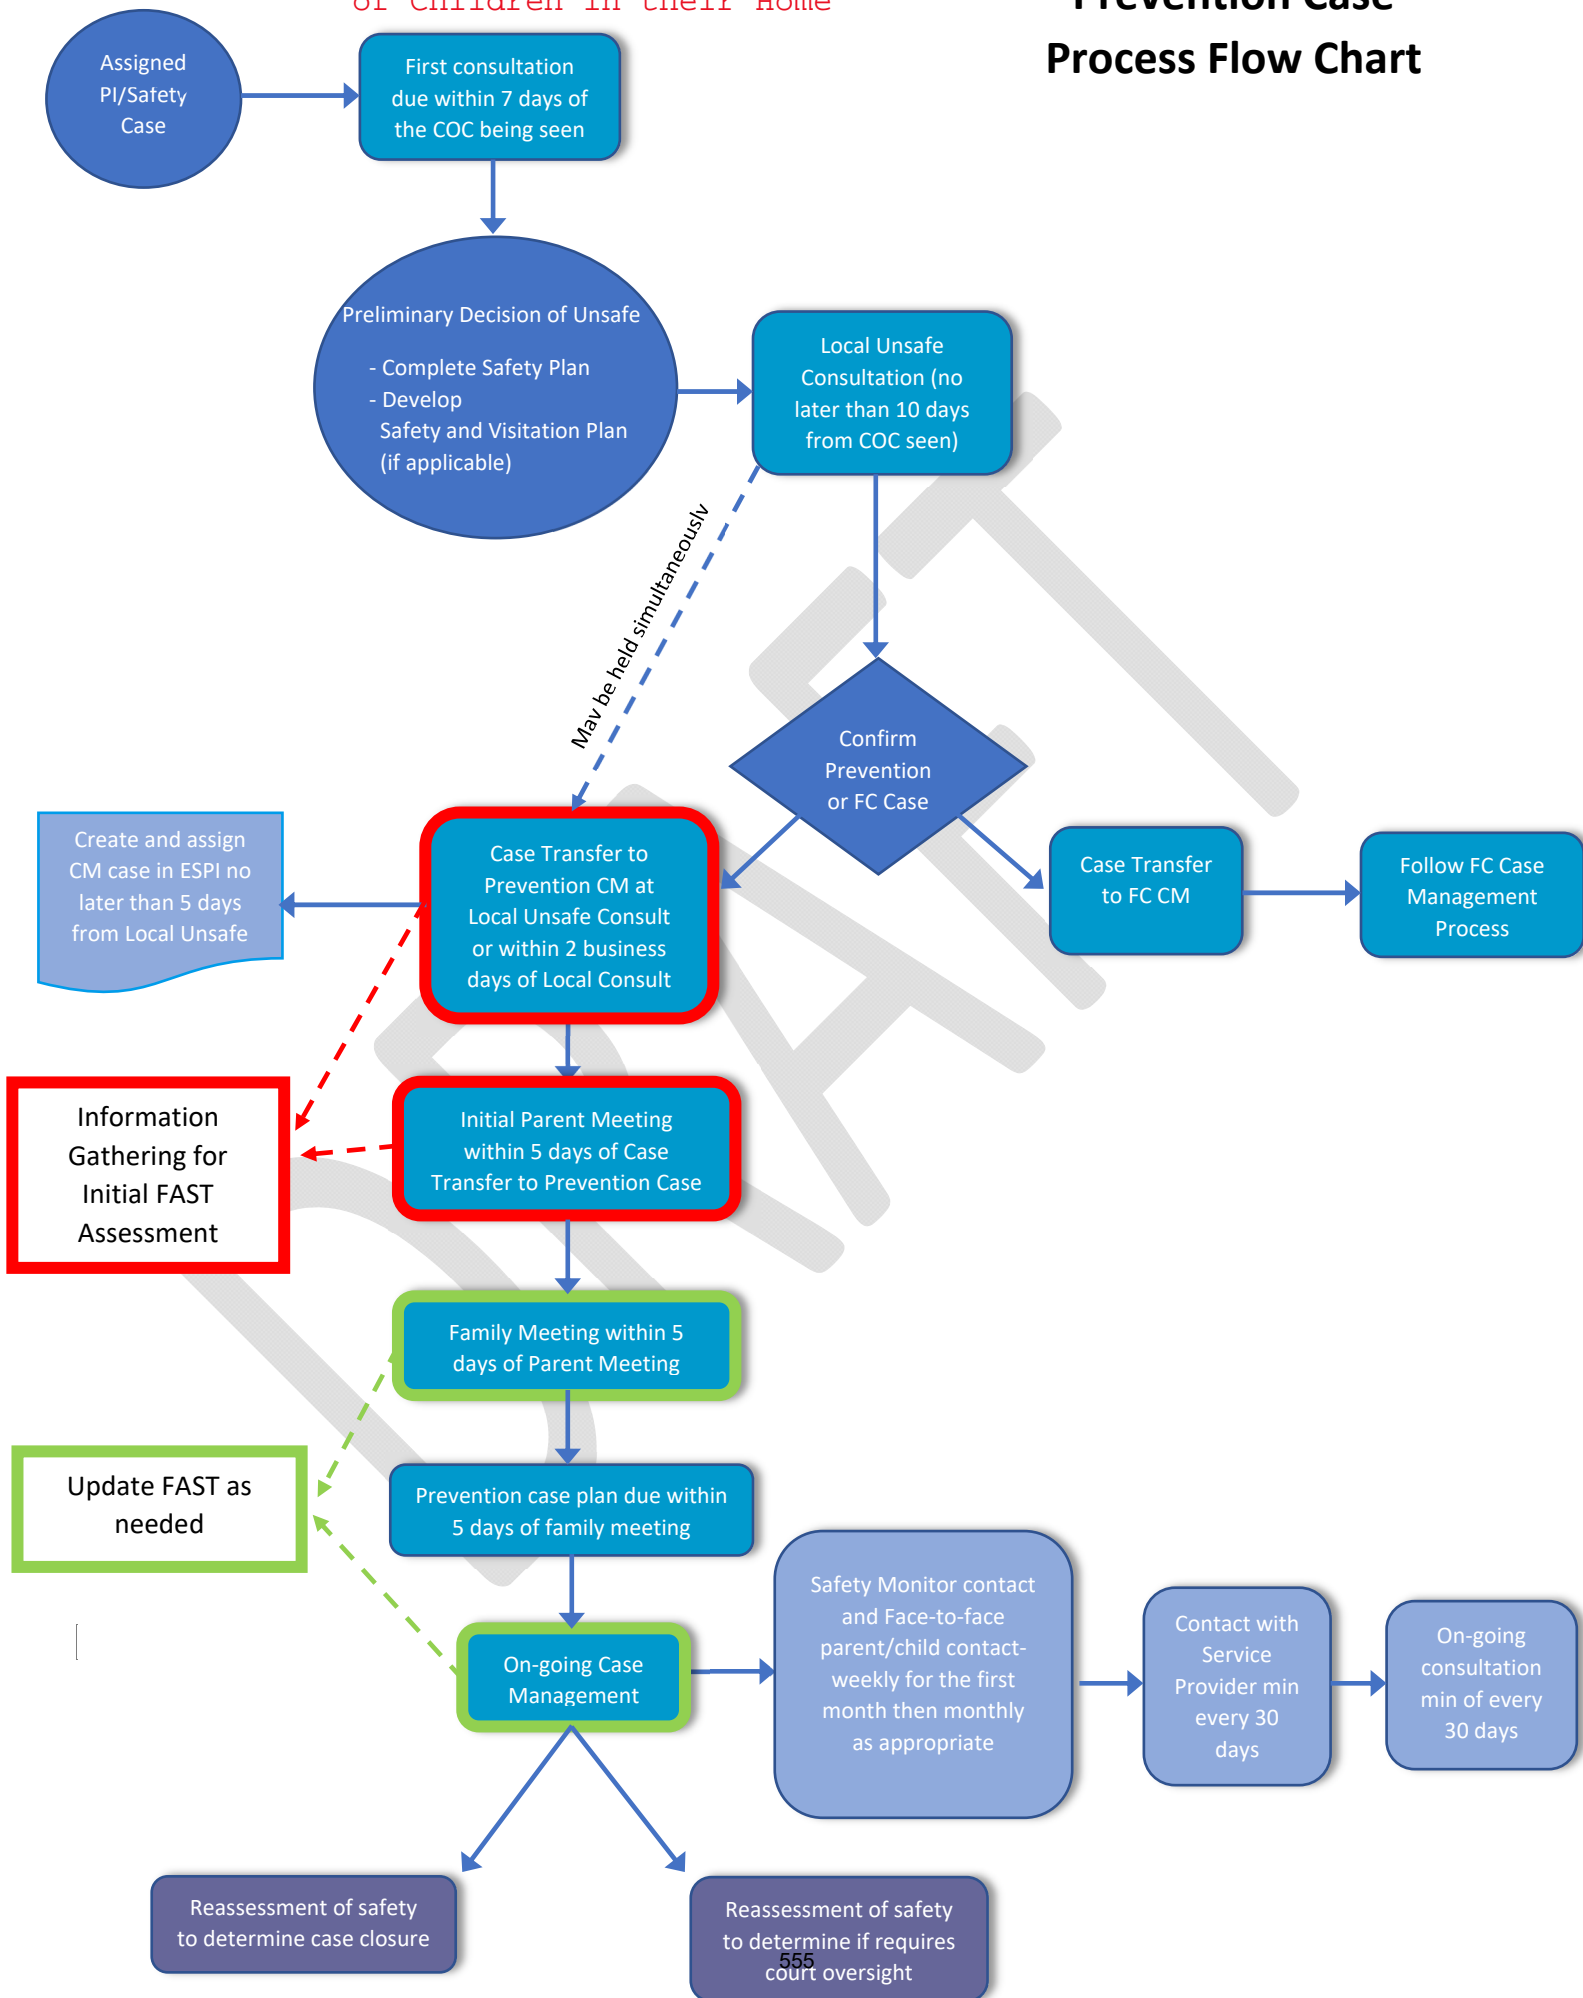 of Children in their Home
Prevention Case
Process Flow Chart
Assigned
PI/Safety
Case
First consultation
due within 7 days of
the COC being seen
Preliminary Decision of Unsafe
- Complete Safety Plan
- Develop
Safety and Visitation Plan
(if applicable)
Local Unsafe
Consultation (no
later than 10 days
from COC seen)
May be held simultaneously
Confirm
Prevention
or FC Case
Create and assign
CM case in ESPI no
later than 5 days
from Local Unsafe
Case Transfer to
Prevention CM at
Local Unsafe Consult
or within 2 business
days of Local Consult
Case Transfer
to FC CM
Follow FC Case
Management
Process
Information
Gathering for
Initial FAST
Assessment
Initial Parent Meeting
within 5 days of Case
Transfer to Prevention Case
Family Meeting within 5
days of Parent Meeting
Update FAST as
needed
Prevention case plan due within
5 days of family meeting
On-going Case
Management
Safety Monitor contact
and Face-to-face
parent/child contact-
weekly for the first
month then monthly
as appropriate
Contact with
Service
Provider min
every 30
days
On-going
consultation
min of every
30 days
Reassessment of safety
to determine case closure
Reassessment of safety
to determine if requires
court oversight
555
DRAFT